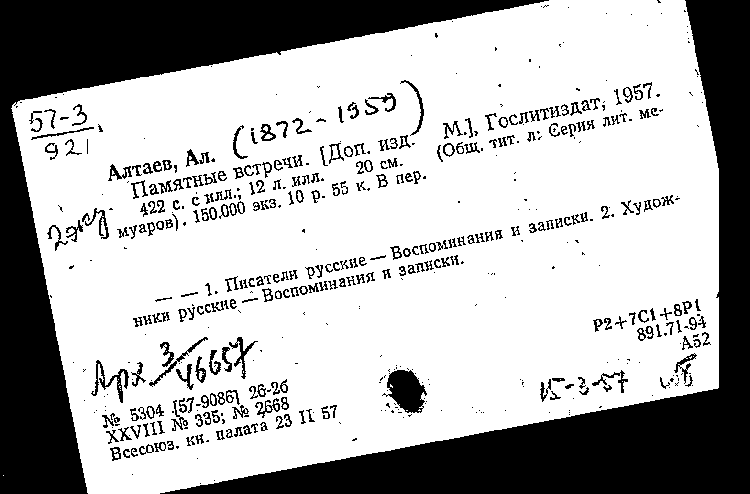 57-3
921
Алтаев, Ал. (1872-1959)
Памятные встречи. [Доп. изд. М.], Гослитиздат, 1957.
422 с. с илл.; 12 л. илл. 20 см. (Общ. тит. л: Серия лит. ме-
муаров). 150.000 экз. 10 р. 55 к. В пер.
2экз.
— — 1. Писатели русские — Воспоминания и записки. 2. Худож-
ники русские — Воспоминания и записки.
Р2+7С1+8Р1
891.71-94
А52
Арх 3/46657
№ 5304 [57-9086] 26-2б
XXVIII № 335; № 2668
Всесоюз. кн. палата 23 II 57
15-3-57